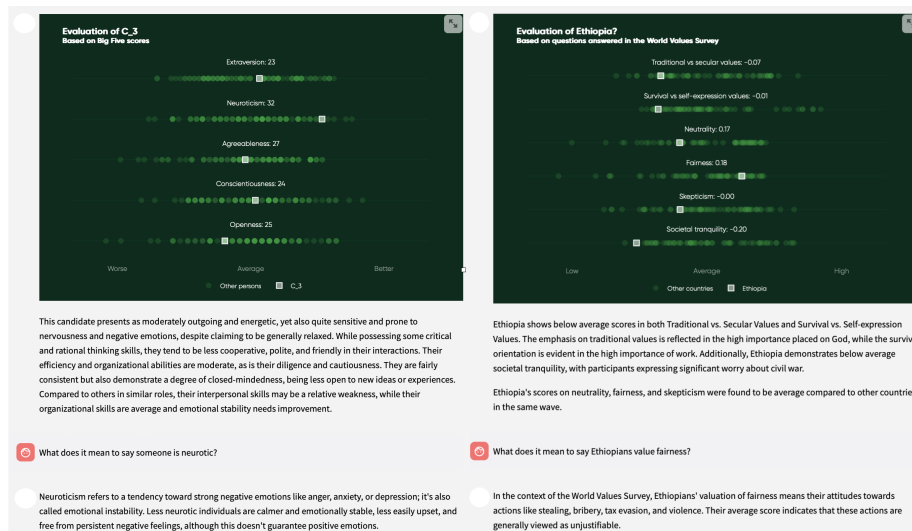 Evaluation of C_3
Based on Big Five scores
Extraversion: 23
Neuroticism: 32
Agreeableness: 27
Conscientiousness: 24
Openness: 25
Worse
Average
Better
Other persons
C_3
This candidate presents as moderately outgoing and energetic, yet also quite sensitive and prone to
nervousness and negative emotions, despite claiming to be generally relaxed. While possessing some critical
and rational thinking skills, they tend to be less cooperative, polite, and friendly in their interactions. Their
efficiency and organizational abilities are moderate, as is their diligence and cautiousness. They are fairly
consistent but also demonstrate a degree of closed-mindedness, being less open to new ideas or experiences.
Compared to others in similar roles, their interpersonal skills may be a relative weakness, while their
organizational skills are average and emotional stability needs improvement.
What does it mean to say someone is neurotic?
Neuroticism refers to a tendency toward strong negative emotions like anger, anxiety, or depression; it's also
called emotional instability. Less neurotic individuals are calmer and emotionally stable, less easily upset, and
free from persistent negative feelings, although this doesn't guarantee positive emotions.
Evaluation of Ethiopia?
Based on questions answered in the World Values Survey
Traditional vs secular values: -0.07
Survival vs self-expression values: -0.01
Neutrality: 0.17
Fairness: 0.18
Skepticism: -0.00
Societal tranquility: -0.20
Low
Average
High
Other countries
Ethiopia
Ethiopia shows below average scores in both Traditional vs. Secular Values and Survival vs. Self-expression
Values. The emphasis on traditional values is reflected in the high importance placed on God, while the surviv
orientation is evident in the high importance of work. Additionally, Ethiopia demonstrates below average
societal tranquility, with participants expressing significant worry about civil war.
Ethiopia's scores on neutrality, fairness, and skepticism were found to be average compared to other countrie
in the same wave.
What does it mean to say Ethiopians value fairness?
In the context of the World Values Survey, Ethiopians' valuation of fairness means their attitudes towards
actions like stealing, bribery, tax evasion, and violence. Their average score indicates that these actions are
generally viewed as unjustifiable.